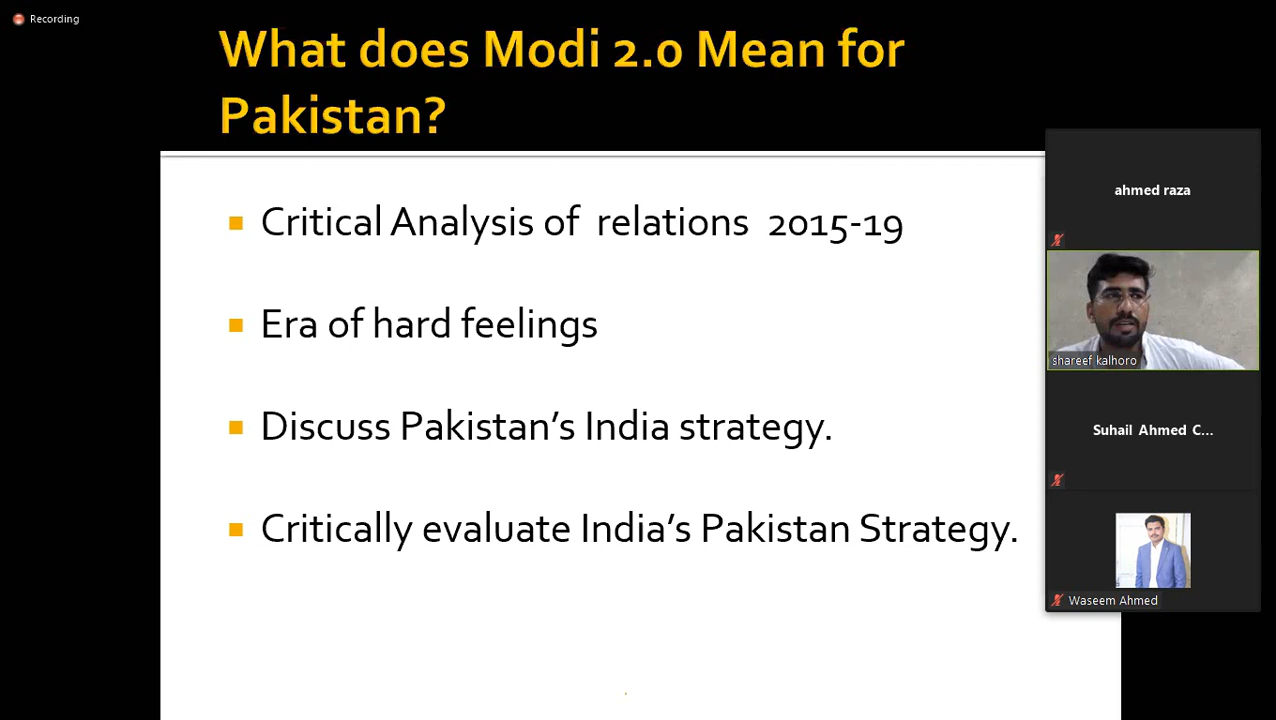 Recording
What does Modi 2.0 Mean for
Pakistan?
Critical Analysis of relations 2015-19
Era of hard feelings
Discuss Pakistan's India strategy.
Critically evaluate India's Pakistan Strategy.
ahmed raza
shareef kalhoro
Suhail Ahmed C...
Waseem Ahmed